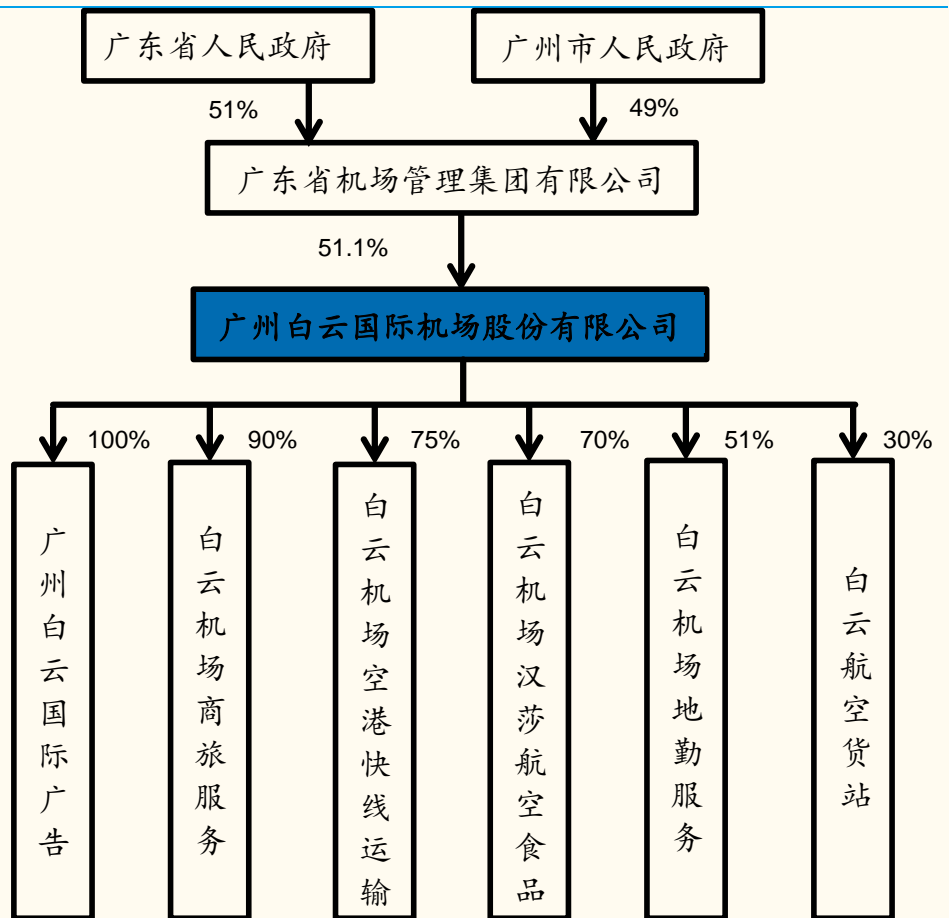 广东省人民政府
广州市人民政府
51%
49%
广东省机场管理集团有限公司
51.1%
广州白云国际机场股份有限公司
100%
90%
75%
70%
51%
30%
广州白云国际广告
白云机场商旅服务
白云机场空港快线运输
白云机场汉莎航空食品
白云机场地勤服务
白云航空货站